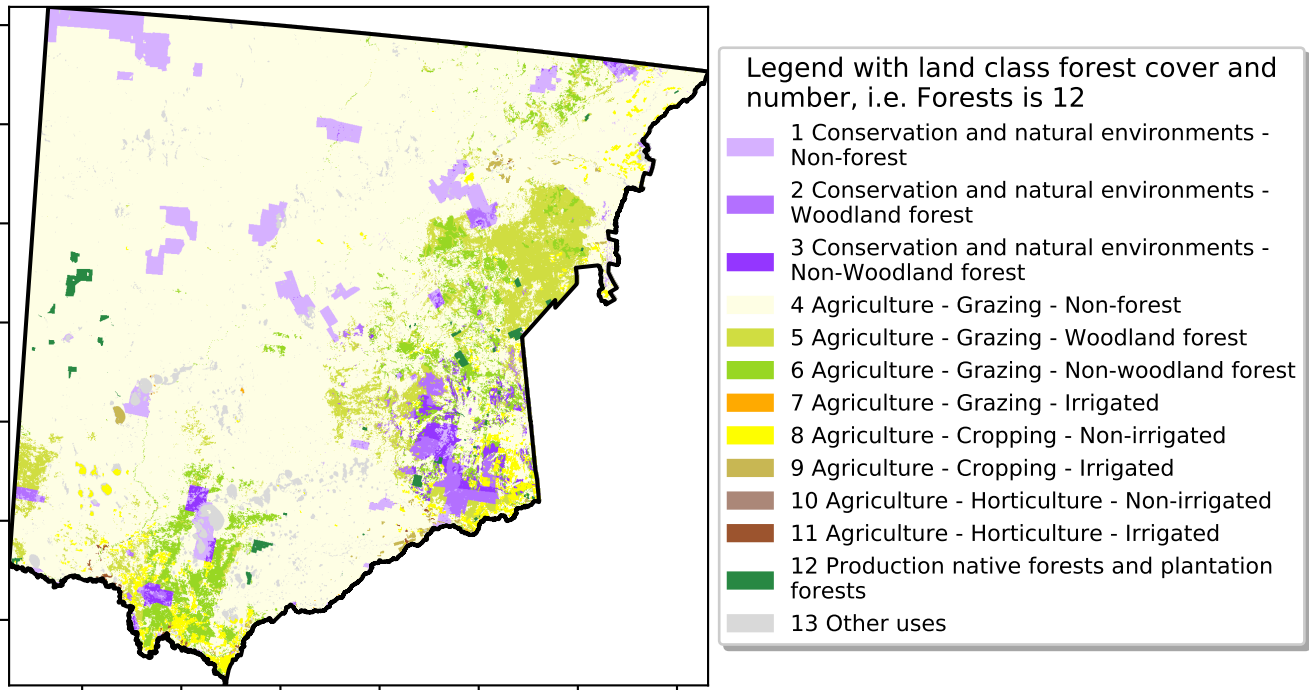 Legend with land class forest cover and
number, i.e. Forests is 12
1 Conservation and natural environments -
Non-forest
2 Conservation and natural environments -
Woodland forest
3 Conservation and natural environments -
Non-Woodland forest
4 Agriculture - Grazing - Non-forest
5 Agriculture - Grazing - Woodland forest
6 Agriculture - Grazing - Non-woodland forest
7 Agriculture - Grazing - Irrigated
8 Agriculture - Cropping - Non-irrigated
9 Agriculture - Cropping - Irrigated
10 Agriculture - Horticulture - Non-irrigated
11 Agriculture - Horticulture - Irrigated
12 Production native forests and plantation
forests
13 Other uses